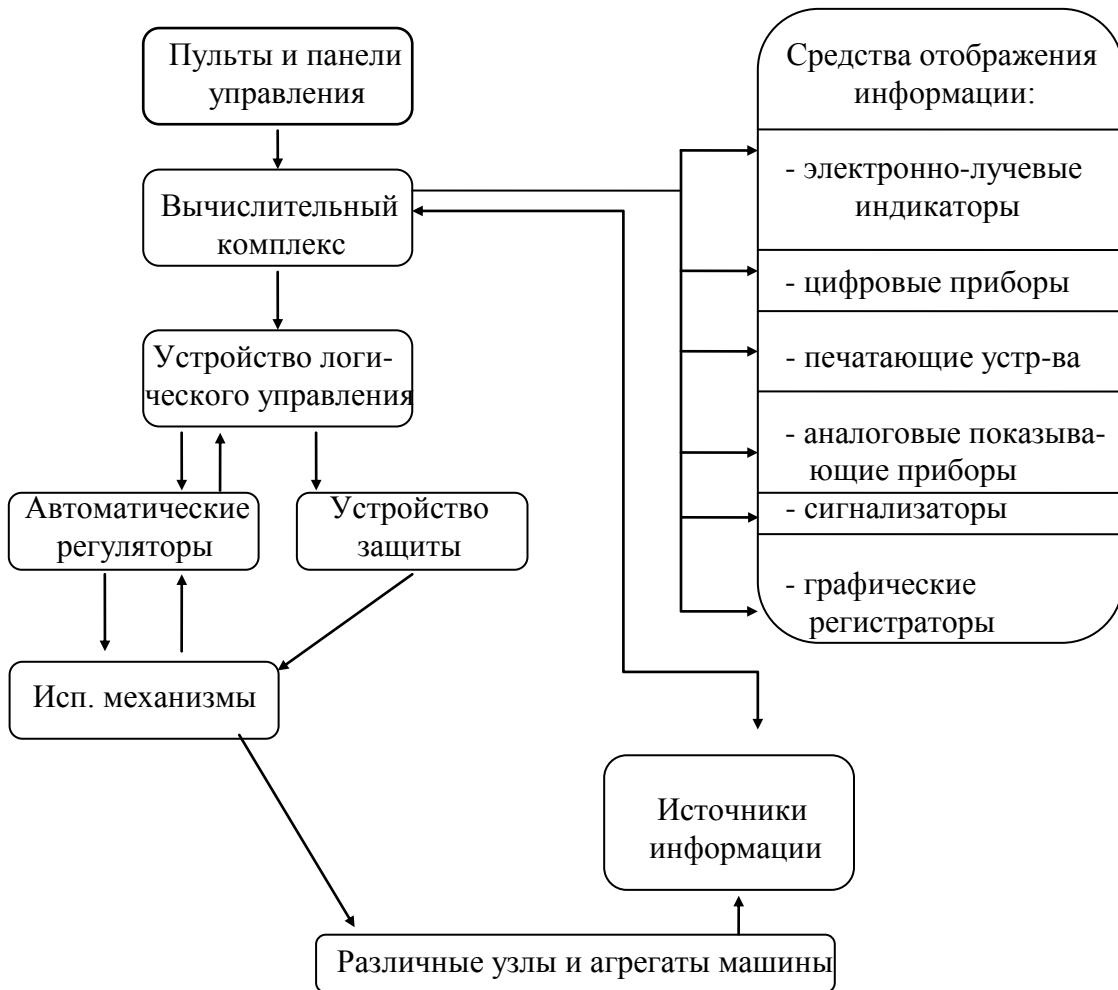 Пульты и панели
управления
Вычислительный
комплекс
Устройство логи-
ческого управления
Автоматические
регуляторы
Устройство
защиты
Исп. механизмы
Средства отображения
информации:
- электронно-лучевые
индикаторы
- цифровые приборы
- печатающие устр-ва
- аналоговые показыва-
ющие приборы
- сигнализаторы
- графические
регистраторы
Источники
информации
Различные узлы и агрегаты машины